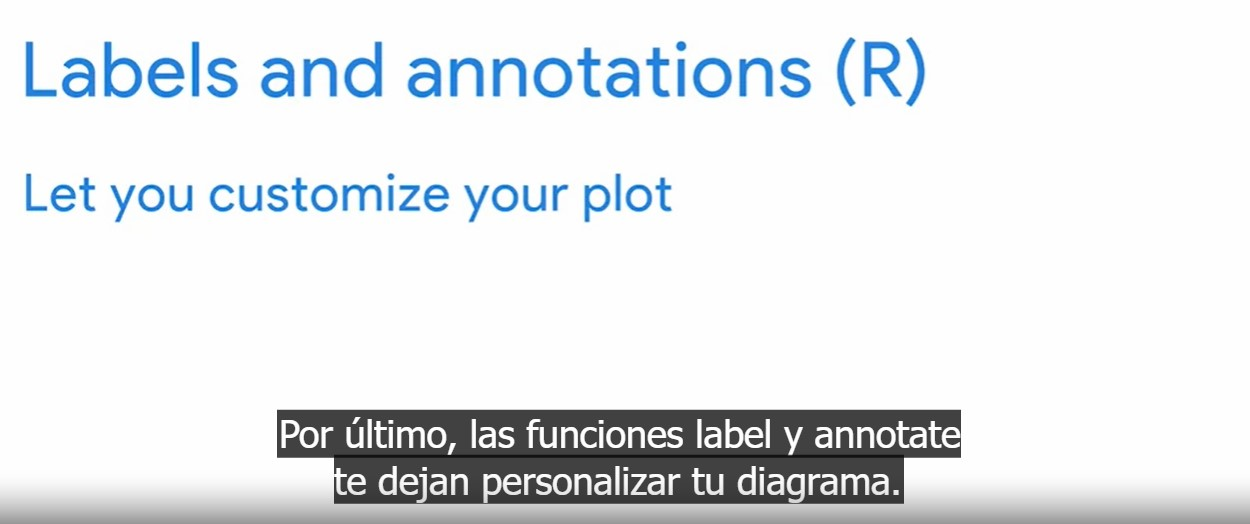 Labels and annotations (R)
Let you customize your plot
Por último, las funciones label y annotate
te dejan personalizar tu diagrama.